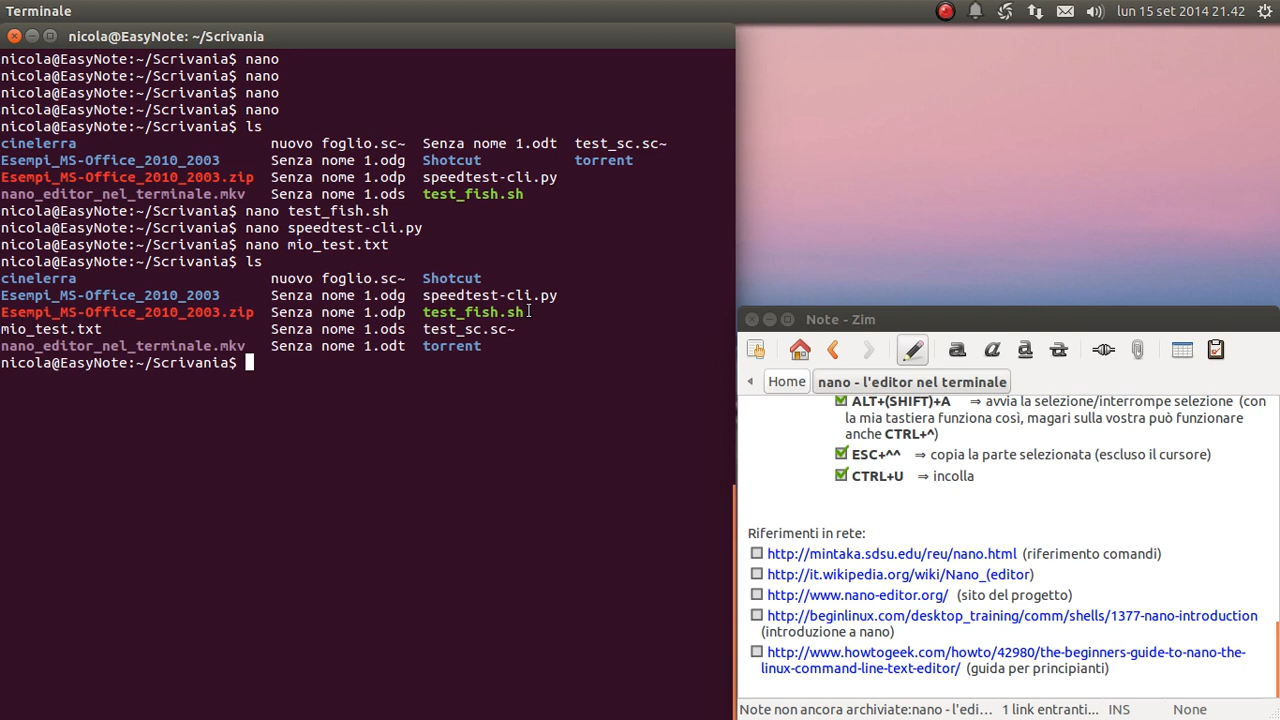 Terminale
lun 15 set 2014 21.42
nicola@EasyNote: ~/Scrivania
nicola@EasyNote:~/Scrivania$ nano
nicola@EasyNote:~/Scrivania$ nano
nicola@EasyNote:~/Scrivania$ nano
nicola@EasyNote:~/Scrivania$ nano
nicola@EasyNote:~/Scrivania$ ls
cinelerra nuovo foglio.sc~ Senza nome 1.odt test_sc.sc~
Esempi_MS-Office_2010_2003 Senza nome 1.odg Shotcut torrent
Esempi_MS-Office_2010_2003.zip Senza nome 1.odp speedtest-cli.py
nano_editor_nel_terminale.mkv Senza nome 1.ods test_fish.sh
nicola@EasyNote:~/Scrivania$ nano test_fish.sh
nicola@EasyNote:~/Scrivania$ nano speedtest-cli.py
nicola@EasyNote:~/Scrivania$ nano mio_test.txt
nicola@EasyNote:~/Scrivania$ ls
cinelerra nuovo foglio.sc~ Shotcut
Esempi_MS-Office_2010_2003 Senza nome 1.odg speedtest-cli.py
Esempi_MS-Office_2010_2003.zip Senza nome 1.odp test_fish.sh
mio_test.txt Senza nome 1.ods test_sc.sc~
nano_editor_nel_terminale.mkv Senza nome 1.odt torrent
nicola@EasyNote:~/Scrivania$
Note - Zim
Home nano - l'editor nel terminale
ALT+(SHIFT)+A ⇒ avvia la selezione/interrompe selezione (con
la mia tastiera funziona così, magari sulla vostra può funzionare
anche CTRL+^)
ESC+^^ ⇒ copia la parte selezionata (escluso il cursore)
CTRL+U ⇒ incolla
Riferimenti in rete:
http://mintaka.sdsu.edu/reu/nano.html (riferimento comandi)
http://it.wikipedia.org/wiki/Nano_(editor)
http://www.nano-editor.org/ (sito del progetto)
http://beginlinux.com/desktop_training/comm/shells/1377-nano-introduction
(introduzione a nano)
http://www.howtogeek.com/howto/42980/the-beginners-guide-to-nano-the-
linux-command-line-text-editor/ (guida per principianti)
Note non ancora archiviate:nano - l'edi... 1 link entranti... INS None